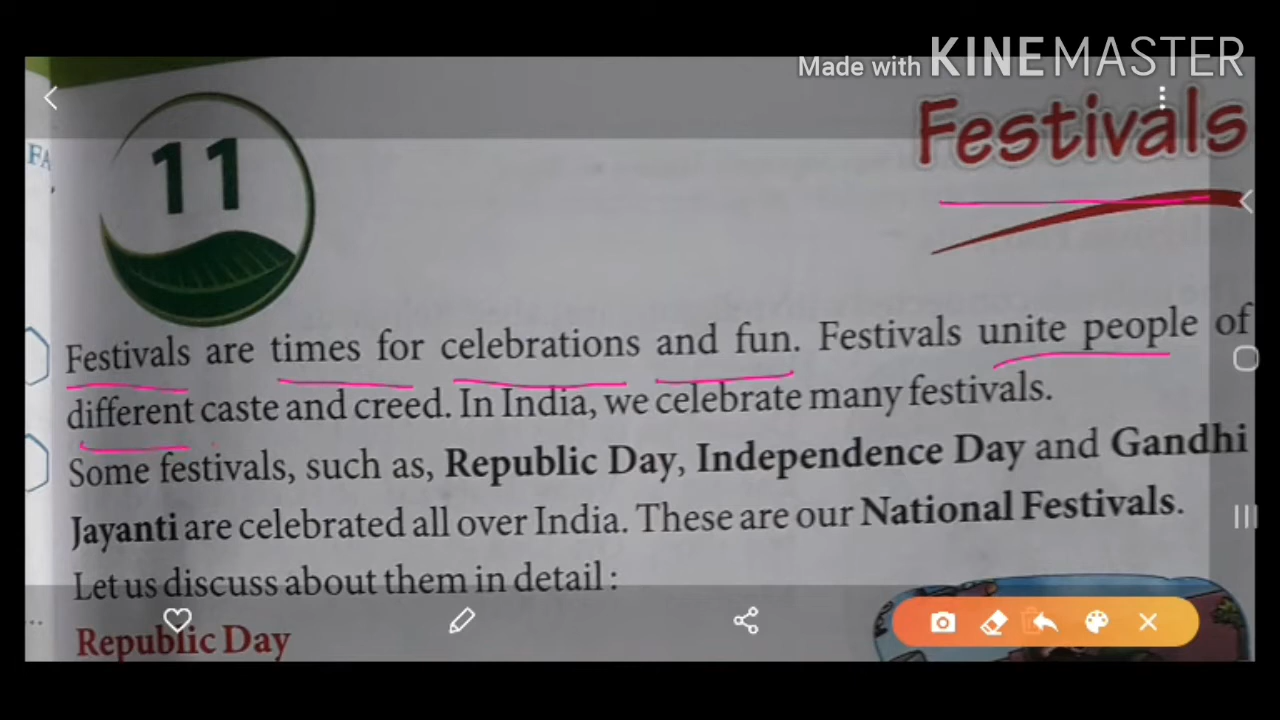 Made with KINEMASTER
Festivals
11
FA
Festivals are times for celebrations and fun. Festivals unite people of
different caste and creed. In India, we celebrate many festivals.
Some festivals, such as, Republic Day, Independence Day and Gandhi
Jayanti are celebrated all over India. These are our National Festivals.
Let us discuss about them in detail :
Republic Day